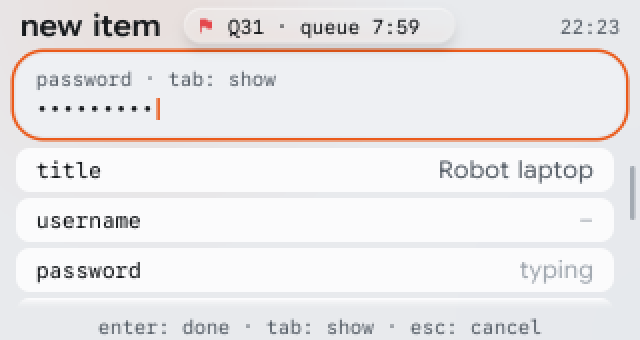 new item
Q31 · queue 7:59
22:23
password · tab: show
•••••••••
title
Robot laptop
username
–
password
typing
enter: done · tab: show · esc: cancel